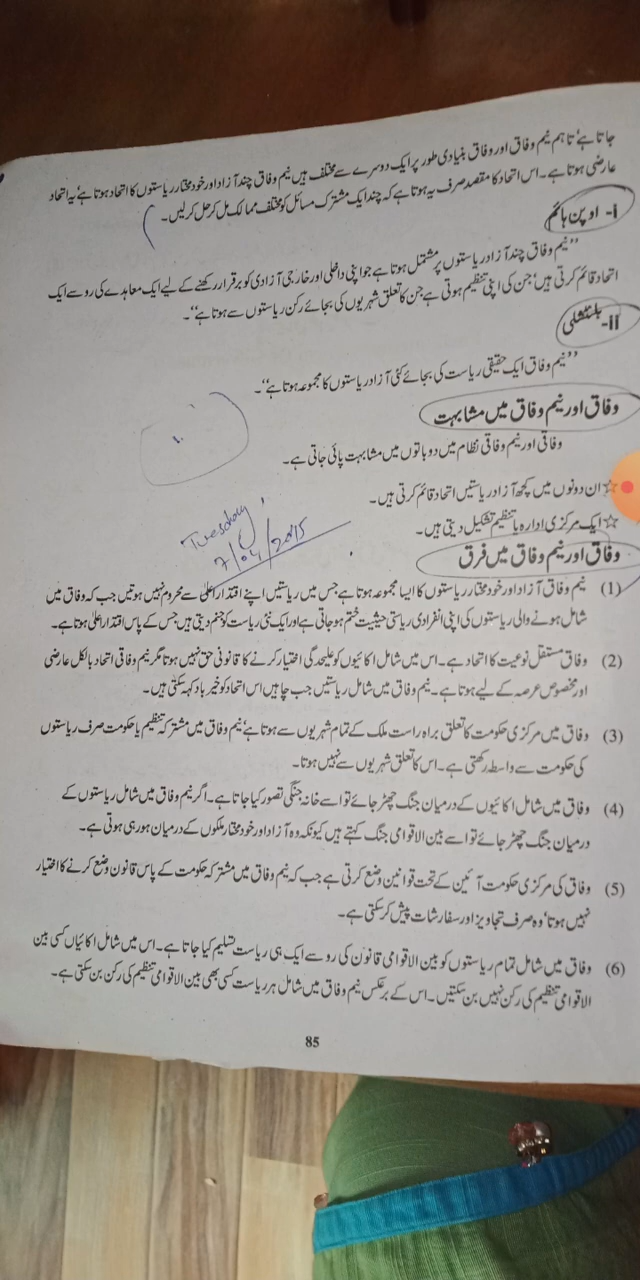 جاتا ہے‘ تاہم نیم وفاق اور وفاق بنیادی طور پر ایک دوسرے سے مختلف ہیں نیم وفاق چند آزاد اور خودمختار ریاستوں کا اتحاد ہوتا ہے‘ یہ اتحاد
عارضی ہوتا ہے۔ اس اتحاد کا مقصد صرف یہ ہوتا ہے کہ چند ایک مشترک مسائل کو مختلف ممالک مل کر حل کر لیں۔
i- اوپن ہائم
’’نیم وفاق چند آزاد ریاستوں پر مشتمل ہوتا ہے جو اپنی داخلی اور خارجی آزادی کو برقرار رکھنے کے لیے ایک معاہدے کی رو سے ایک
اتحاد قائم کرتی ہیں‘ جن کی اپنی تنظیم ہوتی ہے جن کا تعلق شہریوں کی بجائے رکن ریاستوں سے ہوتا ہے‘‘۔
ii- بلنٹشلی
’’نیم وفاق ایک حقیقی ریاست کی بجائے کئی آزاد ریاستوں کا مجموعہ ہوتا ہے‘‘۔
وفاق اور نیم وفاق میں مشابہت
وفاقی اور نیم وفاقی نظام میں دو باتوں میں مشابہت پائی جاتی ہے۔
☆ ان دونوں میں کچھ آزاد ریاستیں اتحاد قائم کرتی ہیں۔
☆ ایک مرکزی ادارہ یا تنظیم تشکیل دیتی ہیں۔
Tuesday
7/04/2015
وفاق اور نیم وفاق میں فرق
(1) نیم وفاق آزاد اور خودمختار ریاستوں کا ایسا مجموعہ ہوتا ہے جس میں ریاستیں اپنے اقتدار اعلیٰ سے محروم نہیں ہوتیں جب کہ وفاق میں
شامل ہونے والی ریاستوں کی اپنی انفرادی ریاستی حیثیت ختم ہو جاتی ہے اور ایک نئی ریاست کو جنم دیتی ہیں جس کے پاس اقتدار اعلیٰ ہوتا ہے۔
(2) وفاق مستقل نوعیت کا اتحاد ہے۔ اس میں شامل اکائیوں کو علیحدگی اختیار کرنے کا قانونی حق نہیں ہوتا مگر نیم وفاقی اتحاد بالکل عارضی
اور مخصوص عرصہ کے لیے ہوتا ہے۔ نیم وفاق میں شامل ریاستیں جب چاہیں اس اتحاد کو خیر باد کہہ سکتی ہیں۔
(3) وفاق میں مرکزی حکومت کا تعلق براہ راست ملک کے تمام شہریوں سے ہوتا ہے‘ نیم وفاق میں مشترکہ تنظیم یا حکومت صرف ریاستوں
کی حکومت سے واسطہ رکھتی ہے۔ اس کا تعلق شہریوں سے نہیں ہوتا۔
(4) وفاق میں شامل اکائیوں کے درمیان جنگ چھڑ جائے تو اسے خانہ جنگی تصور کیا جاتا ہے۔ اگر نیم وفاق میں شامل ریاستوں کے
درمیان جنگ چھڑ جائے تو اسے بین الاقوامی جنگ کہتے ہیں کیونکہ وہ آزاد اور خودمختار ملکوں کے درمیان ہو رہی ہوتی ہے۔
(5) وفاق کی مرکزی حکومت آئین کے تحت قوانین وضع کرتی ہے جب کہ نیم وفاق میں مشترکہ حکومت کے پاس قانون وضع کرنے کا اختیار
نہیں ہوتا‘ وہ صرف تجاویز اور سفارشات پیش کر سکتی ہے۔
(6) وفاق میں شامل تمام ریاستوں کو بین الاقوامی قانون کی رو سے ایک ہی ریاست تسلیم کیا جاتا ہے۔ اس میں شامل اکائیاں کسی بین
الاقوامی تنظیم کی رکن نہیں بن سکتیں۔ اس کے برعکس نیم وفاق میں شامل ہر ریاست کسی بھی بین الاقوامی تنظیم کی رکن بن سکتی ہے۔
85